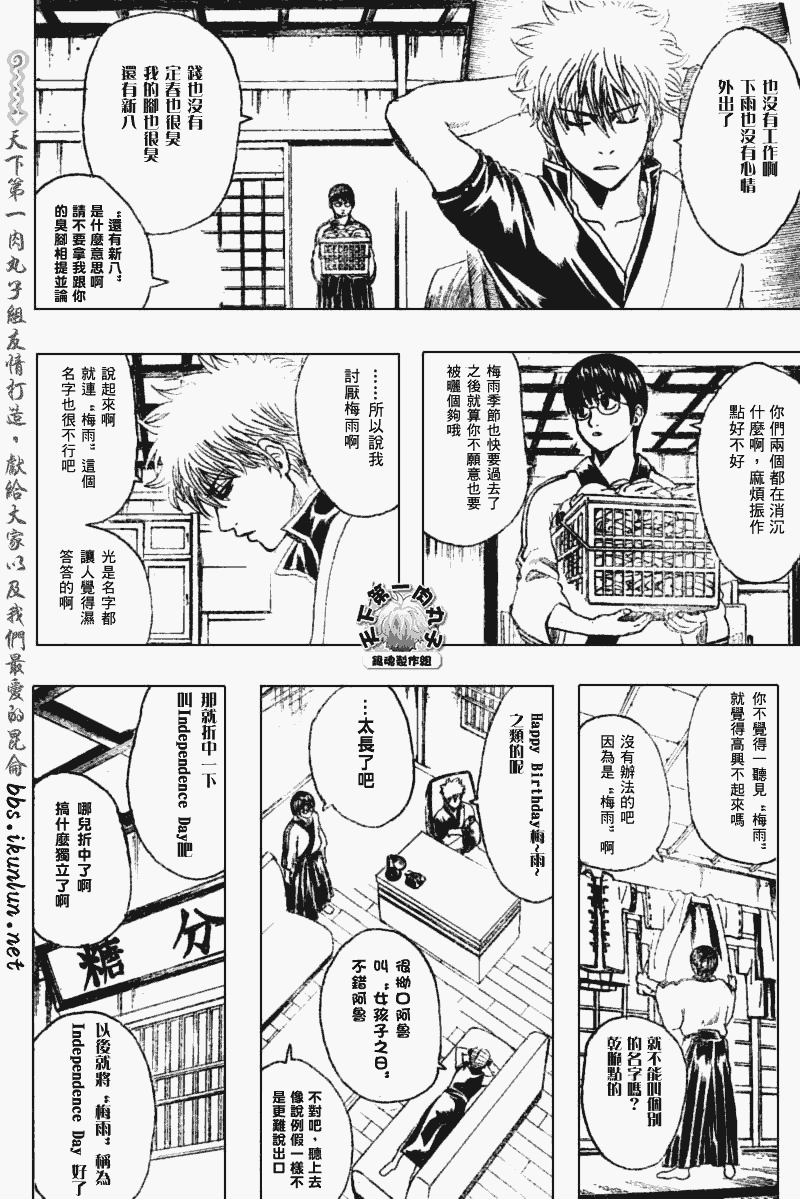 也沒有工作啊
下雨也沒有心情
外出了
錢也沒有
定春也很臭
我的腳也很臭
還有新八
“還有新八”
是什麼意思啊
請不要拿我跟你
的臭腳相提並論
你們兩個都在消沉
什麼啊，麻煩振作
點好不好
梅雨季節也快要過去了
之後就算你不願意也要
被曬個夠哦
……所以說我
討厭梅雨啊
說起來啊
就連“梅雨”這個
名字也很不行吧
光是名字都
讓人覺得濕
答答的啊
天下第一肉丸子
銀魂製作組
你不覺得一聽見“梅雨”
就覺得高興不起來嗎
沒有辦法的吧
因為是“梅雨”啊
就不能叫個別
的名字嗎？
乾脆點的
Happy Birthday梅~雨~
之類的呢
…太長了吧
很拗口阿魯
叫“女孩子之日”
不錯阿魯
不對吧，聽上去
像說例假一樣不
是更難說出口
那就折中一下
叫Independence Day吧
哪兒折中了啊
搞什麼獨立了啊
糖分
以後就將“梅雨”稱為
Independence Day 好了
天下第一肉丸子組友情打造，獻給大家以及我們最愛的昆侖 bbs.ikunlun.net